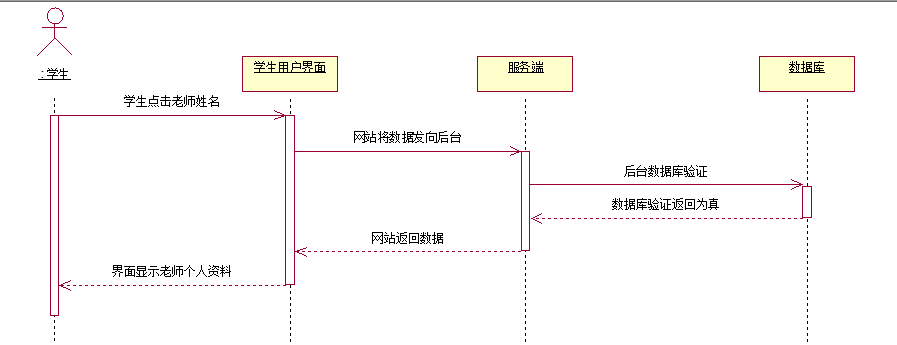 :学生
学生用户界面
服务端
数据库
学生点击老师姓名
网站将数据发向后台
后台数据库验证
数据库验证返回为真
网站返回数据
界面显示老师个人资料